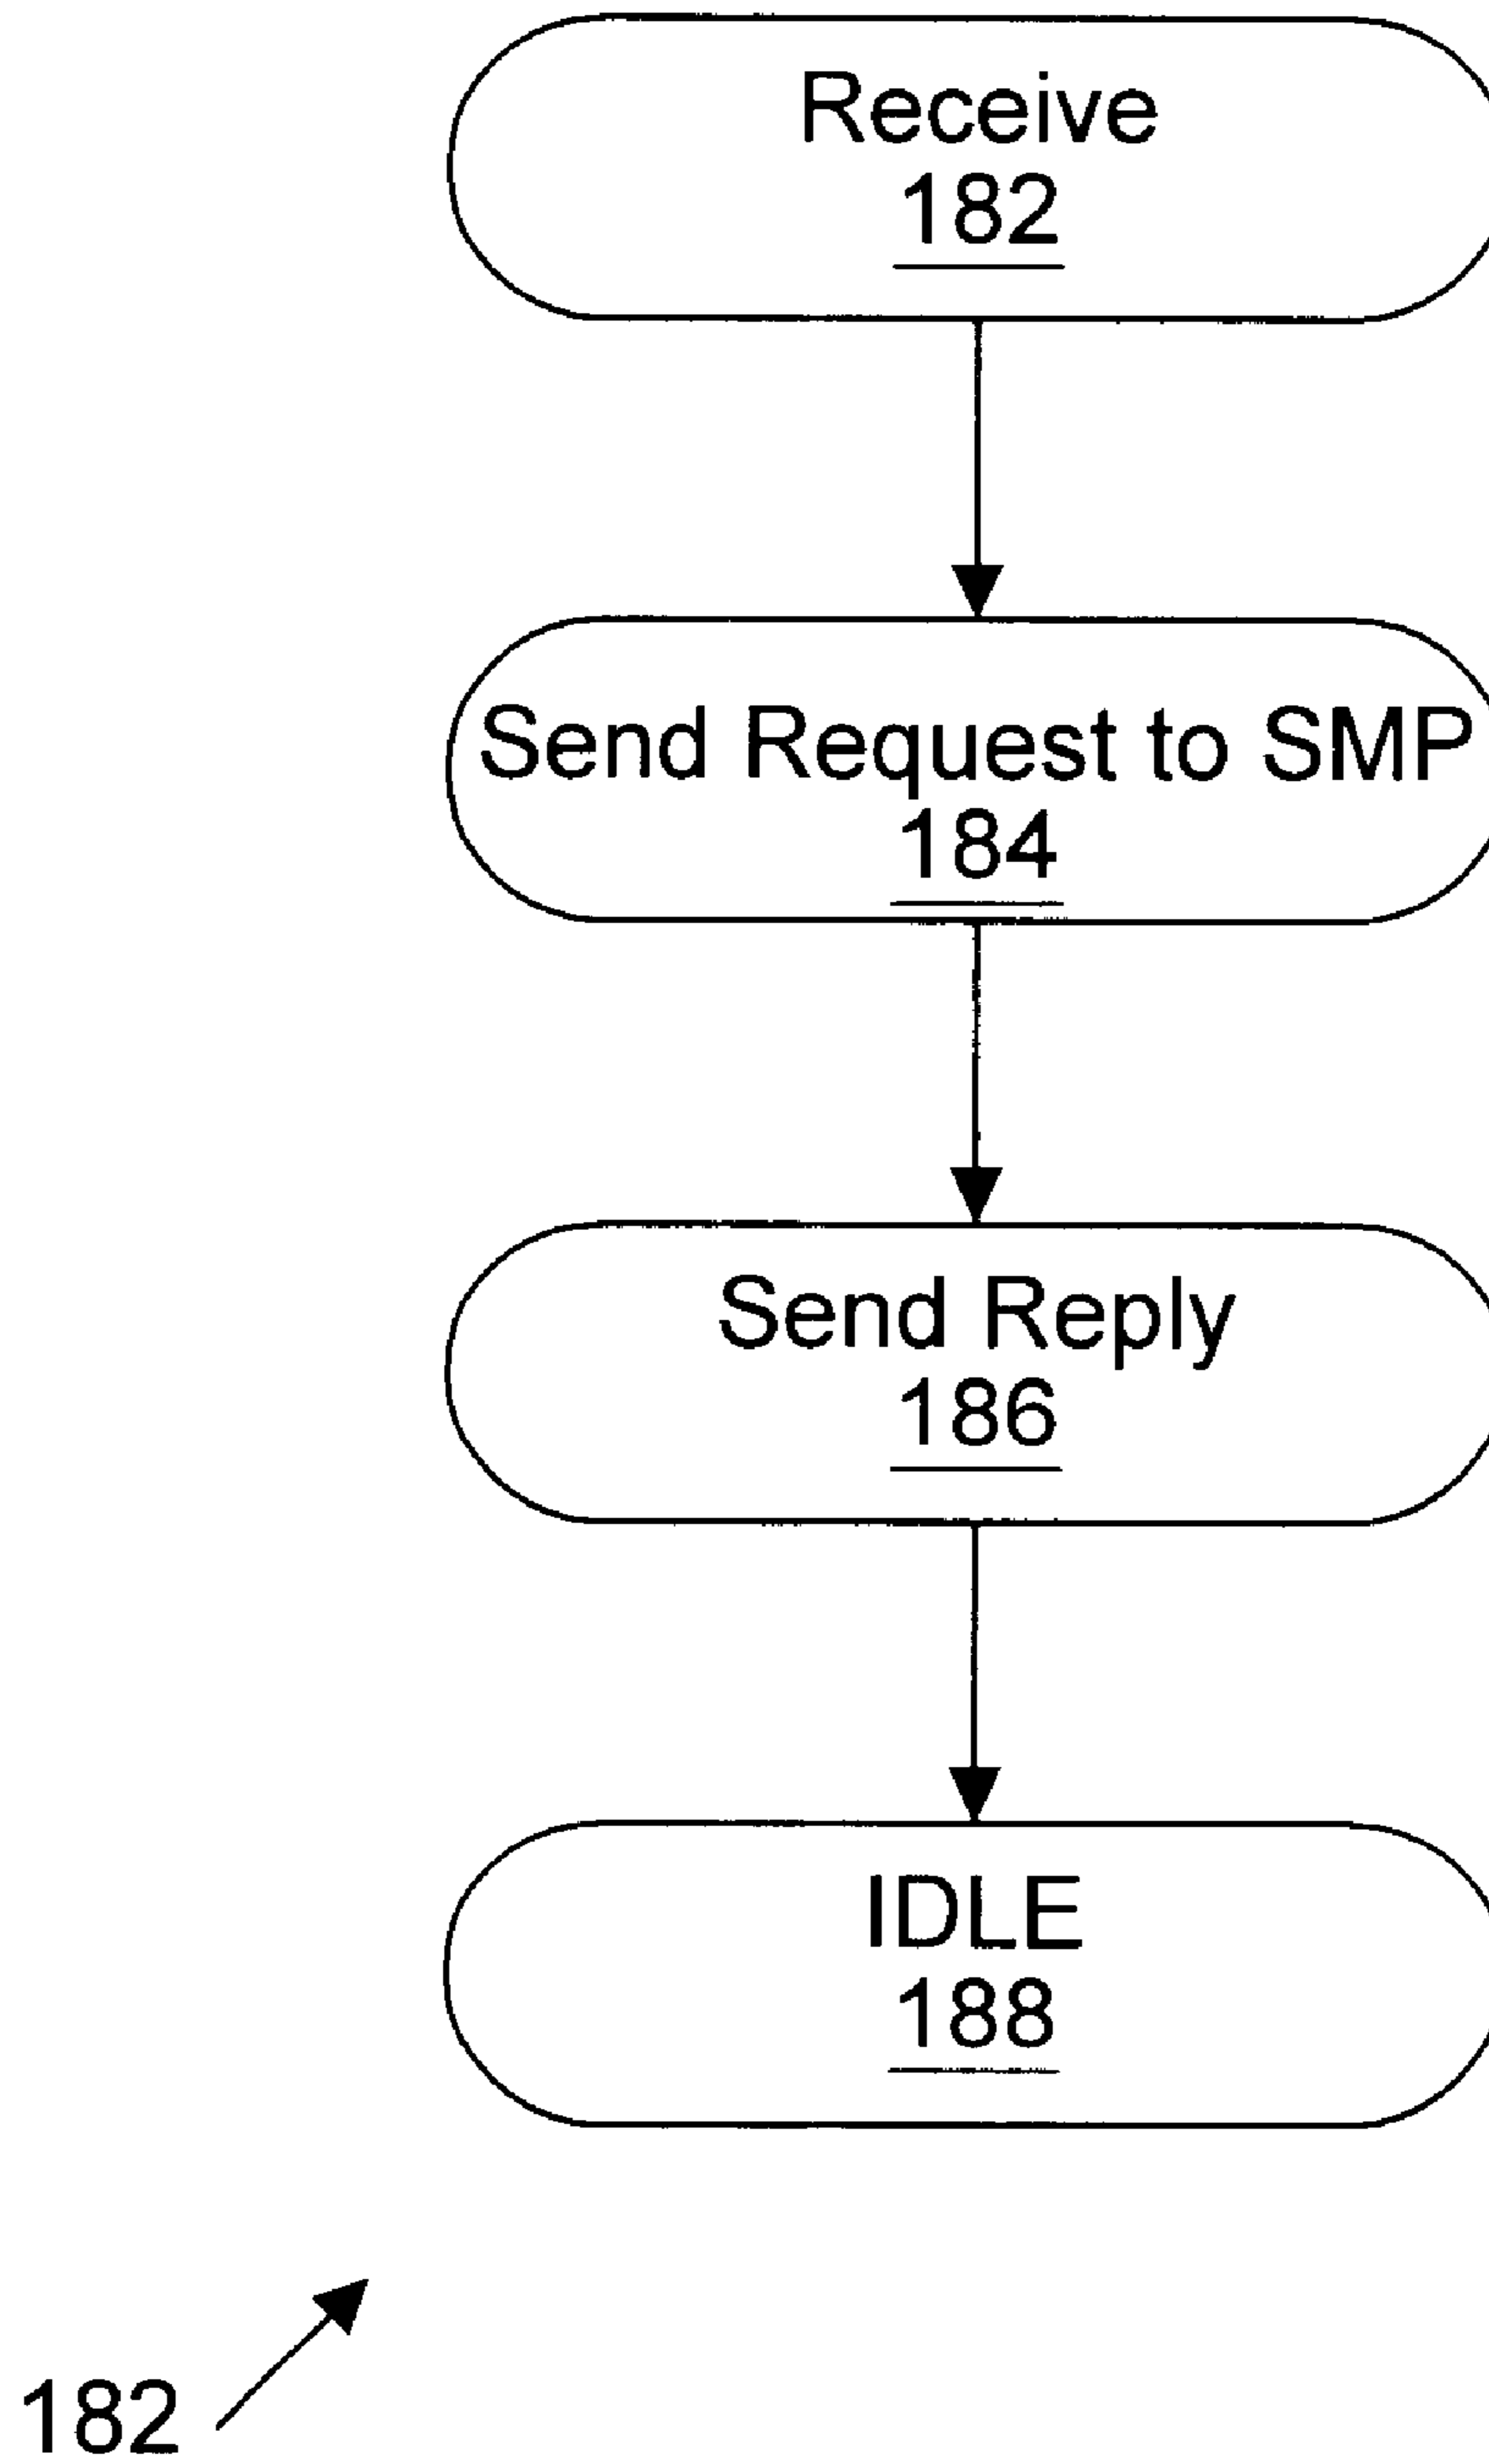 Receive
182
Send Request to SMP
184
Send Reply
186
IDLE
188
182